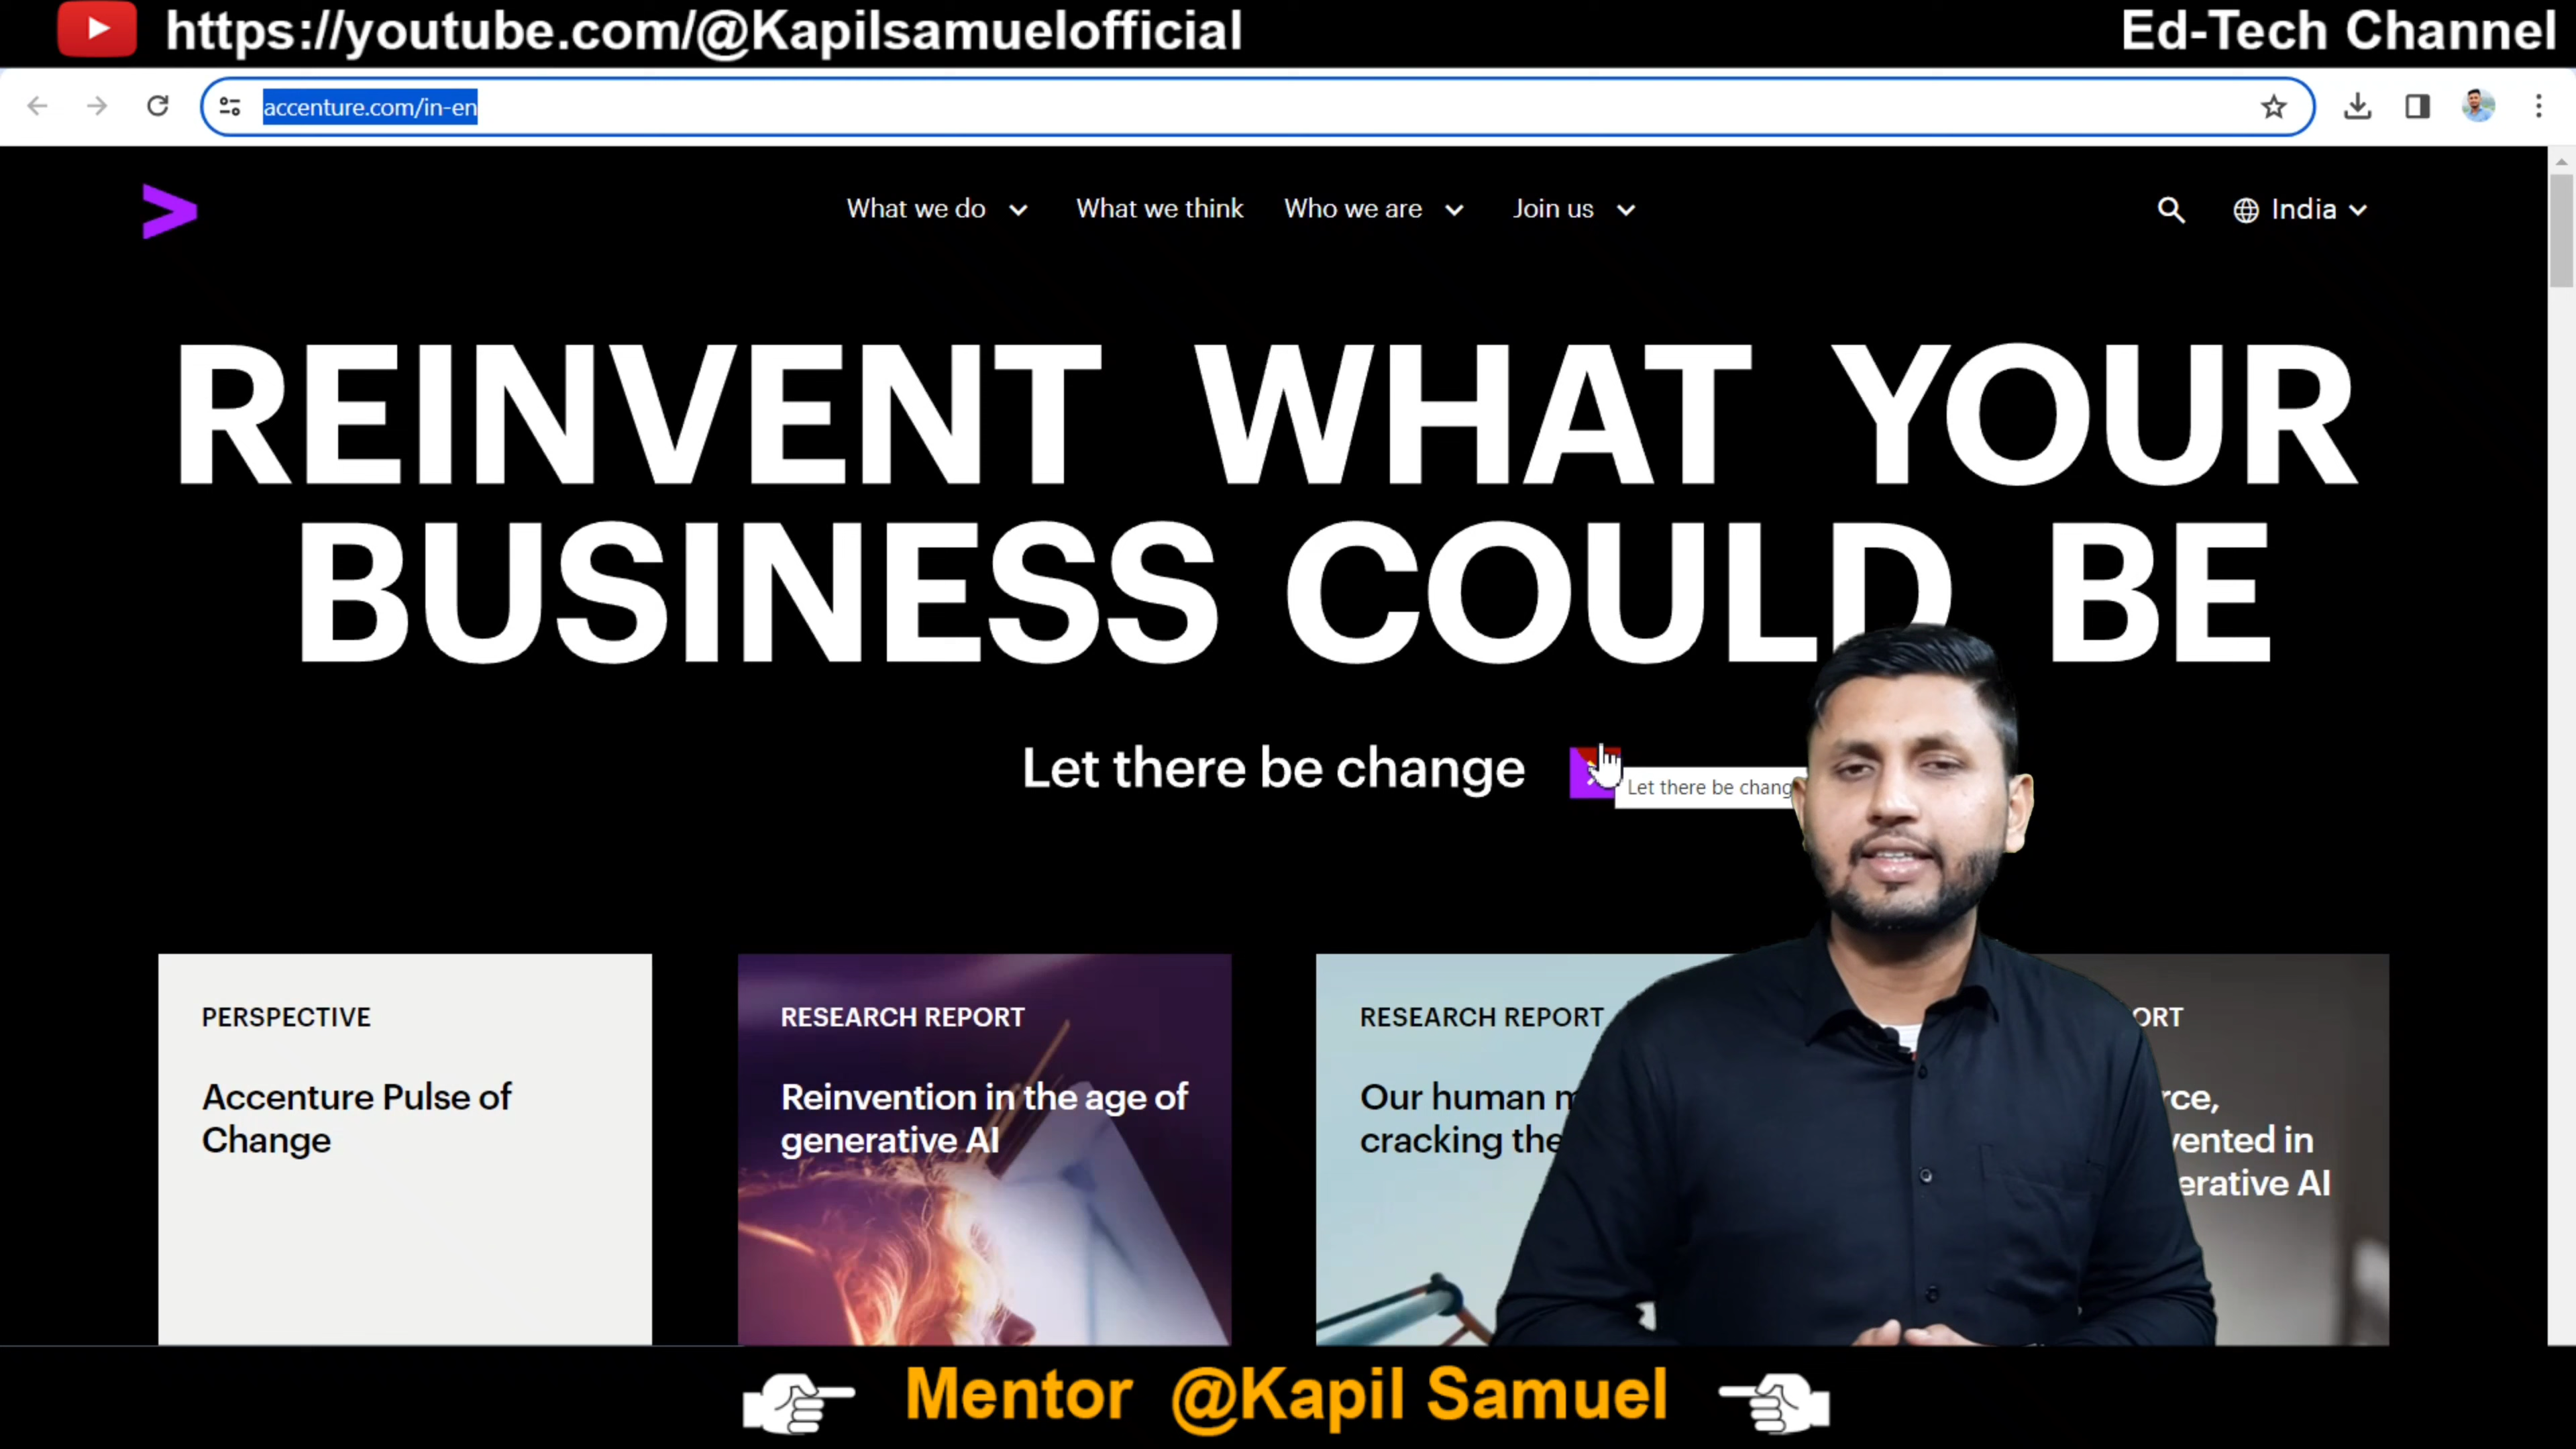 https://youtube.com/@Kapilsamuelofficial
Ed-Tech Channel
accenture.com/in-en
What we do
What we think
Who we are
Join us
India
REINVENT WHAT YOUR
BUSINESS COULD BE
Let there be change
Let there be chang
PERSPECTIVE
Accenture Pulse of
Change
RESEARCH REPORT
Reinvention in the age of
generative AI
RESEARCH REPORT
Our human
cracking the
ORT
rce,
vented in
erative AI
Mentor @Kapil Samuel